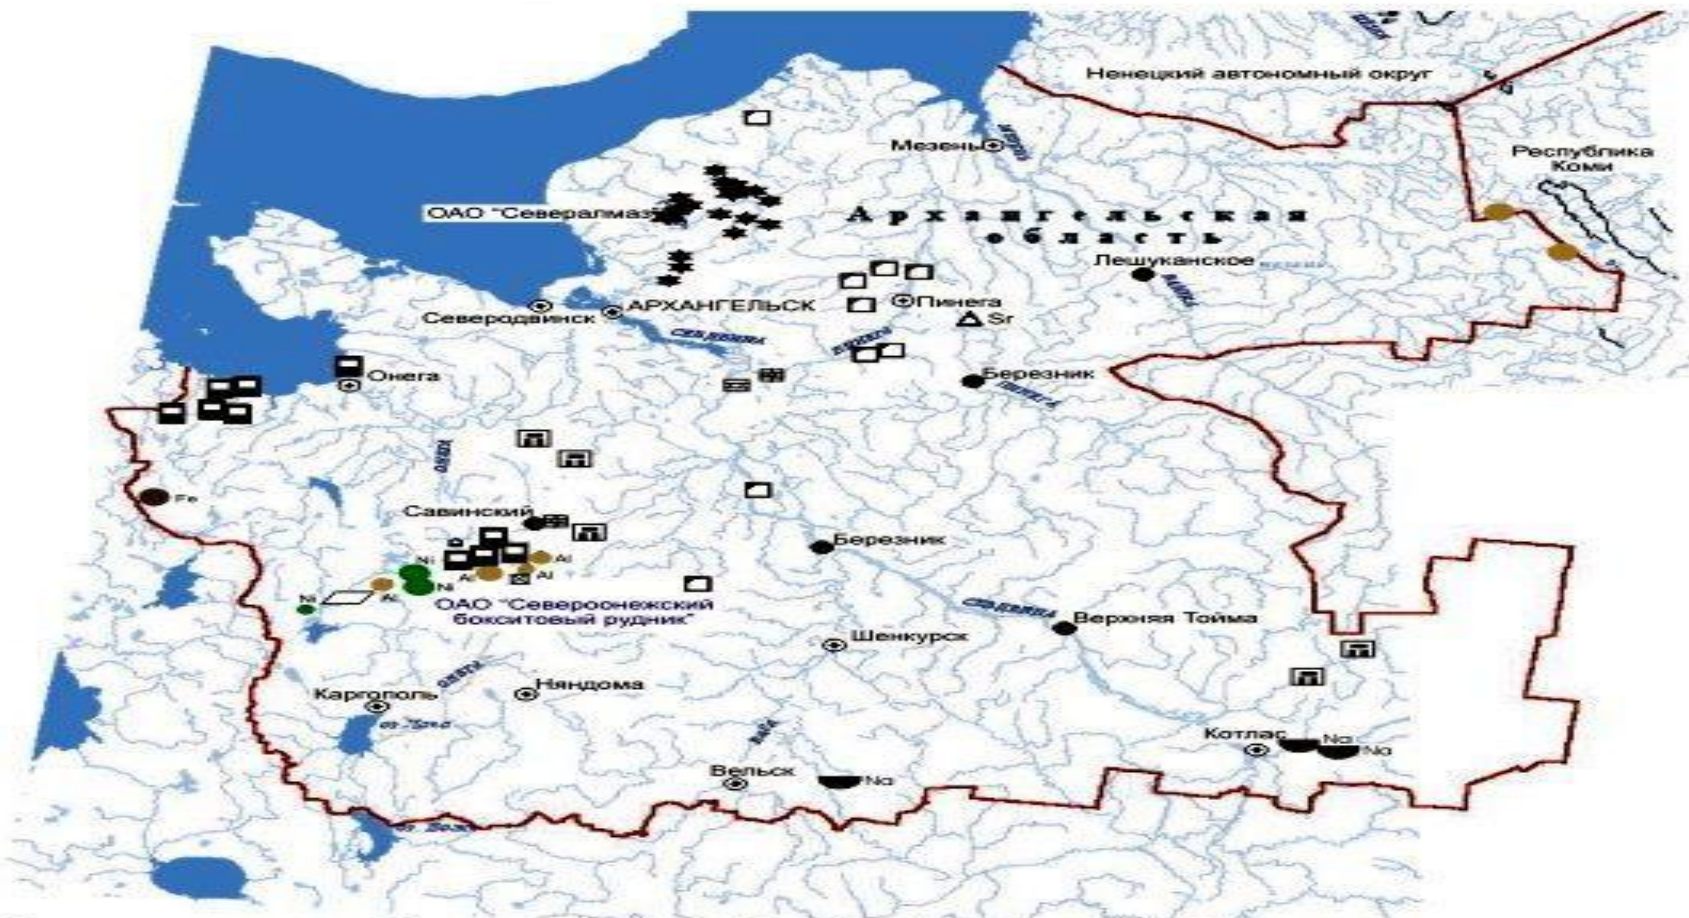 Ненецкий автономный округ
Мезень
Республика
Коми
ОАО "Севералмаз"
Архангельская
область
Лешуканское
Пинега
Sr
АРХАНГЕЛЬСК
Северодвинск
Онега
Березник
Fe
Савинский
Березник
Ni
Al
Al
Al
Ni
Ni
ОАО "Североонежский
бокситовый рудник"
Верхняя Тойма
Шенкурск
Няндома
Каргополь
Котлас
Na
Na
Вельск
Na